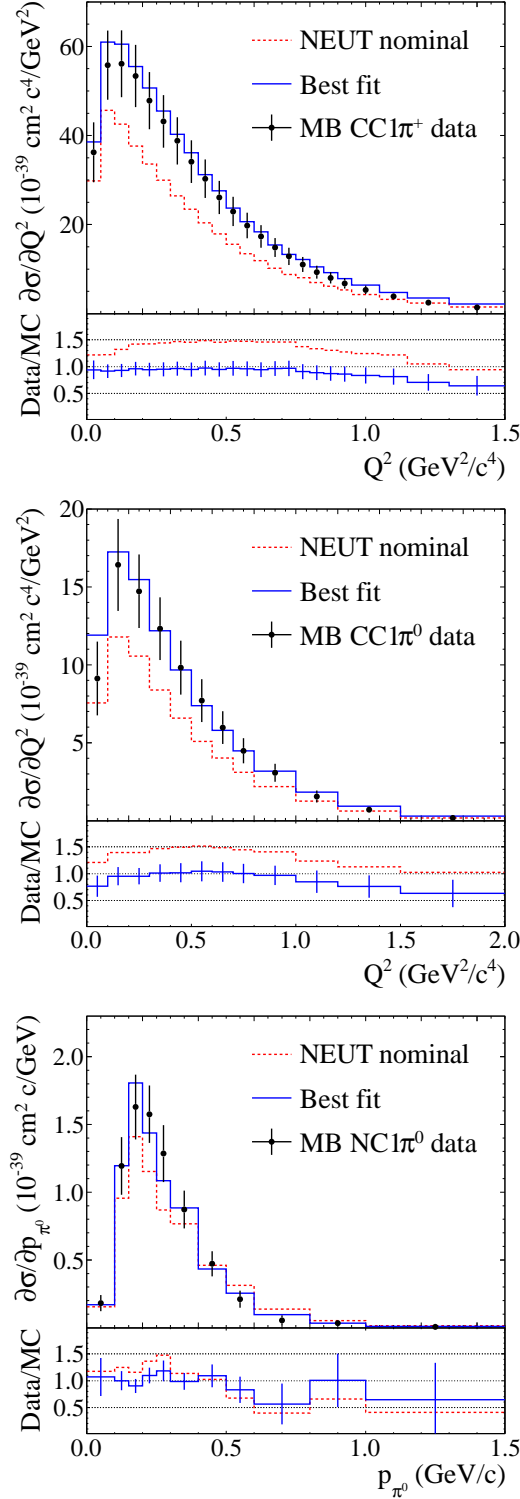 60
40
20
∂σ/∂Q² (10⁻³⁹ cm² c⁴/GeV²)
NEUT nominal
Best fit
MB CC1π⁺ data
1.5
1.0
0.5
Data/MC
0.0 0.5 1.0 1.5
Q² (GeV²/c⁴)
20
15
10
5
∂σ/∂Q² (10⁻³⁹ cm² c⁴/GeV²)
NEUT nominal
Best fit
MB CC1π⁰ data
1.5
1.0
0.5
Data/MC
0.0 0.5 1.0 1.5 2.0
Q² (GeV²/c⁴)
2.0
1.5
1.0
0.5
∂σ/∂p_π⁰ (10⁻³⁹ cm² c/GeV)
NEUT nominal
Best fit
MB NC1π⁰ data
1.5
1.0
0.5
Data/MC
0.0 0.5 1.0 1.5
p_π⁰ (GeV/c)